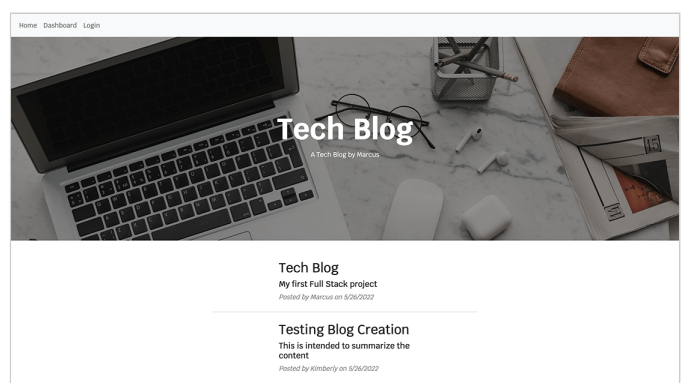 Home Dashboard Login
Tech Blog
A Tech Blog by Marcus
Tech Blog
My first Full Stack project
Posted by Marcus on 5/26/2022
Testing Blog Creation
This is intended to summarize the
content
Posted by Kimberly on 5/26/2022